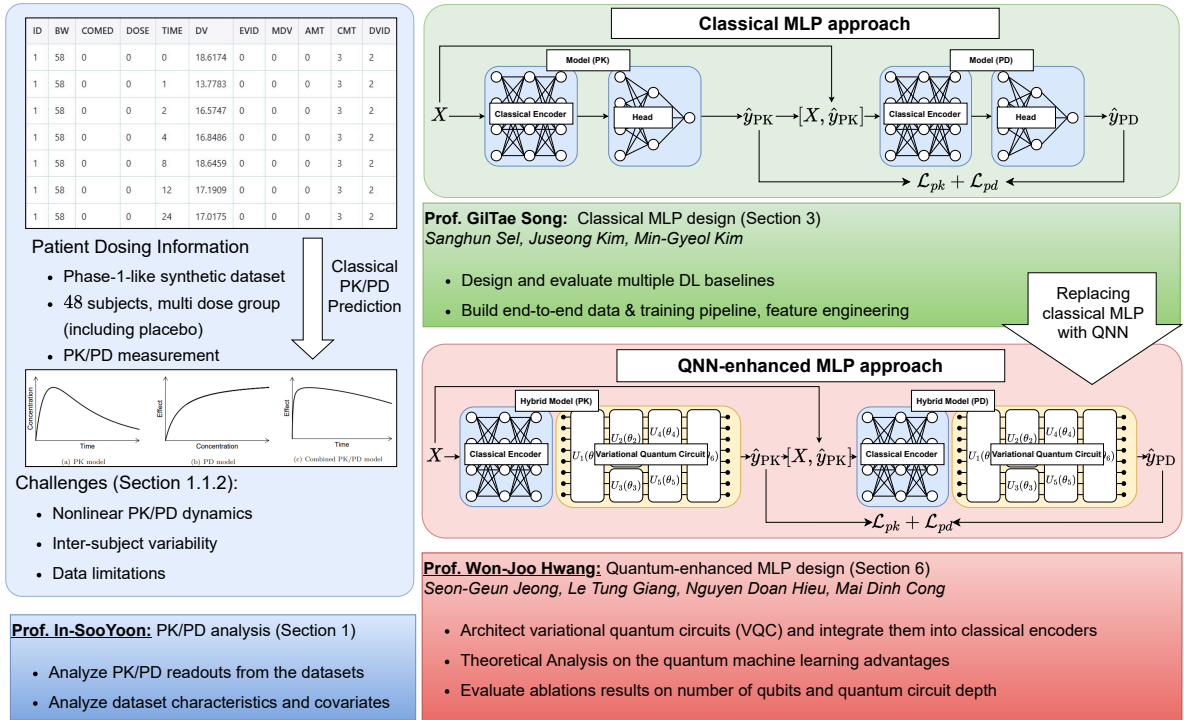 ID BW COMED DOSE TIME DV EVID MDV AMT CMT DVID
1 58 0 0 0 18.6174 0 0 0 3 2
1 58 0 0 1 13.7783 0 0 0 3 2
1 58 0 0 2 16.5747 0 0 0 3 2
1 58 0 0 4 16.8486 0 0 0 3 2
1 58 0 0 8 18.6459 0 0 0 3 2
1 58 0 0 12 17.1909 0 0 0 3 2
1 58 0 0 24 17.0175 0 0 0 3 2
Patient Dosing Information
• Phase-1-like synthetic dataset
• 48 subjects, multi dose group
(including placebo)
• PK/PD measurement
Classical
PK/PD
Prediction
Concentration
Time
(a) PK model
Effect
Concentration
(b) PD model
Effect
Time
(c) Combined PK/PD model
Challenges (Section 1.1.2):
• Nonlinear PK/PD dynamics
• Inter-subject variability
• Data limitations
Prof. In-SooYoon: PK/PD analysis (Section 1)
• Analyze PK/PD readouts from the datasets
• Analyze dataset characteristics and covariates
Classical MLP approach
Model (PK)
Model (PD)
X
Classical Encoder
Head
ŷPK
[X, ŷPK]
Classical Encoder
Head
ŷPD
ℒpk + ℒpd
Prof. GilTae Song: Classical MLP design (Section 3)
Sanghun Sel, Juseong Kim, Min-Gyeol Kim
• Design and evaluate multiple DL baselines
• Build end-to-end data & training pipeline, feature engineering
Replacing
classical MLP
with QNN
QNN-enhanced MLP approach
Hybrid Model (PK)
Hybrid Model (PD)
X
Classical Encoder
U1(θ
U2(θ2)
U4(θ4)
Variational Quantum Circuit
6)
U3(θ3)
U5(θ5)
ŷPK
[X, ŷPK]
Classical Encoder
U1(θ
U2(θ2)
U4(θ4)
Variational Quantum Circuit
6)
U3(θ3)
U5(θ5)
ŷPD
ℒpk + ℒpd
Prof. Won-Joo Hwang: Quantum-enhanced MLP design (Section 6)
Seon-Geun Jeong, Le Tung Giang, Nguyen Doan Hieu, Mai Dinh Cong
• Architect variational quantum circuits (VQC) and integrate them into classical encoders
• Theoretical Analysis on the quantum machine learning advantages
• Evaluate ablations results on number of qubits and quantum circuit depth